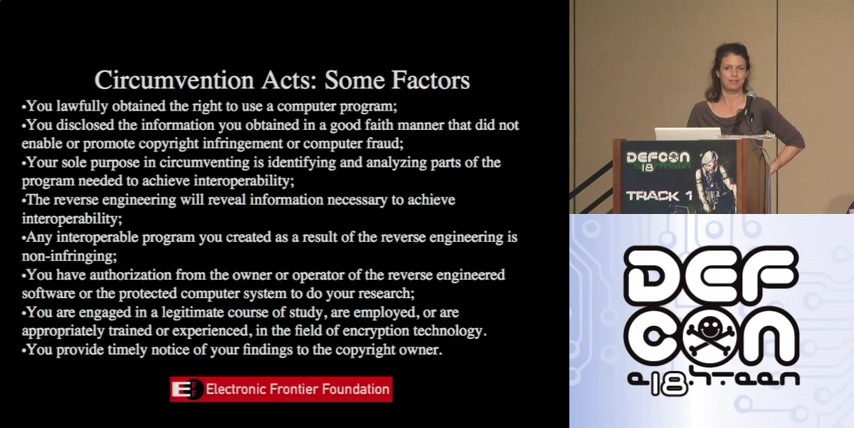 Circumvention Acts: Some Factors
•You lawfully obtained the right to use a computer program;
•You disclosed the information you obtained in a good faith manner that did not
enable or promote copyright infringement or computer fraud;
•Your sole purpose in circumventing is identifying and analyzing parts of the
program needed to achieve interoperability;
•The reverse engineering will reveal information necessary to achieve
interoperability;
•Any interoperable program you created as a result of the reverse engineering is
non-infringing;
•You have authorization from the owner or operator of the reverse engineered
software or the protected computer system to do your research;
•You are engaged in a legitimate course of study, are employed, or are
appropriately trained or experienced, in the field of encryption technology.
•You provide timely notice of your findings to the copyright owner.
Electronic Frontier Foundation
DEFCON
18
TRACK 1
DEF
CON
e18h.teen